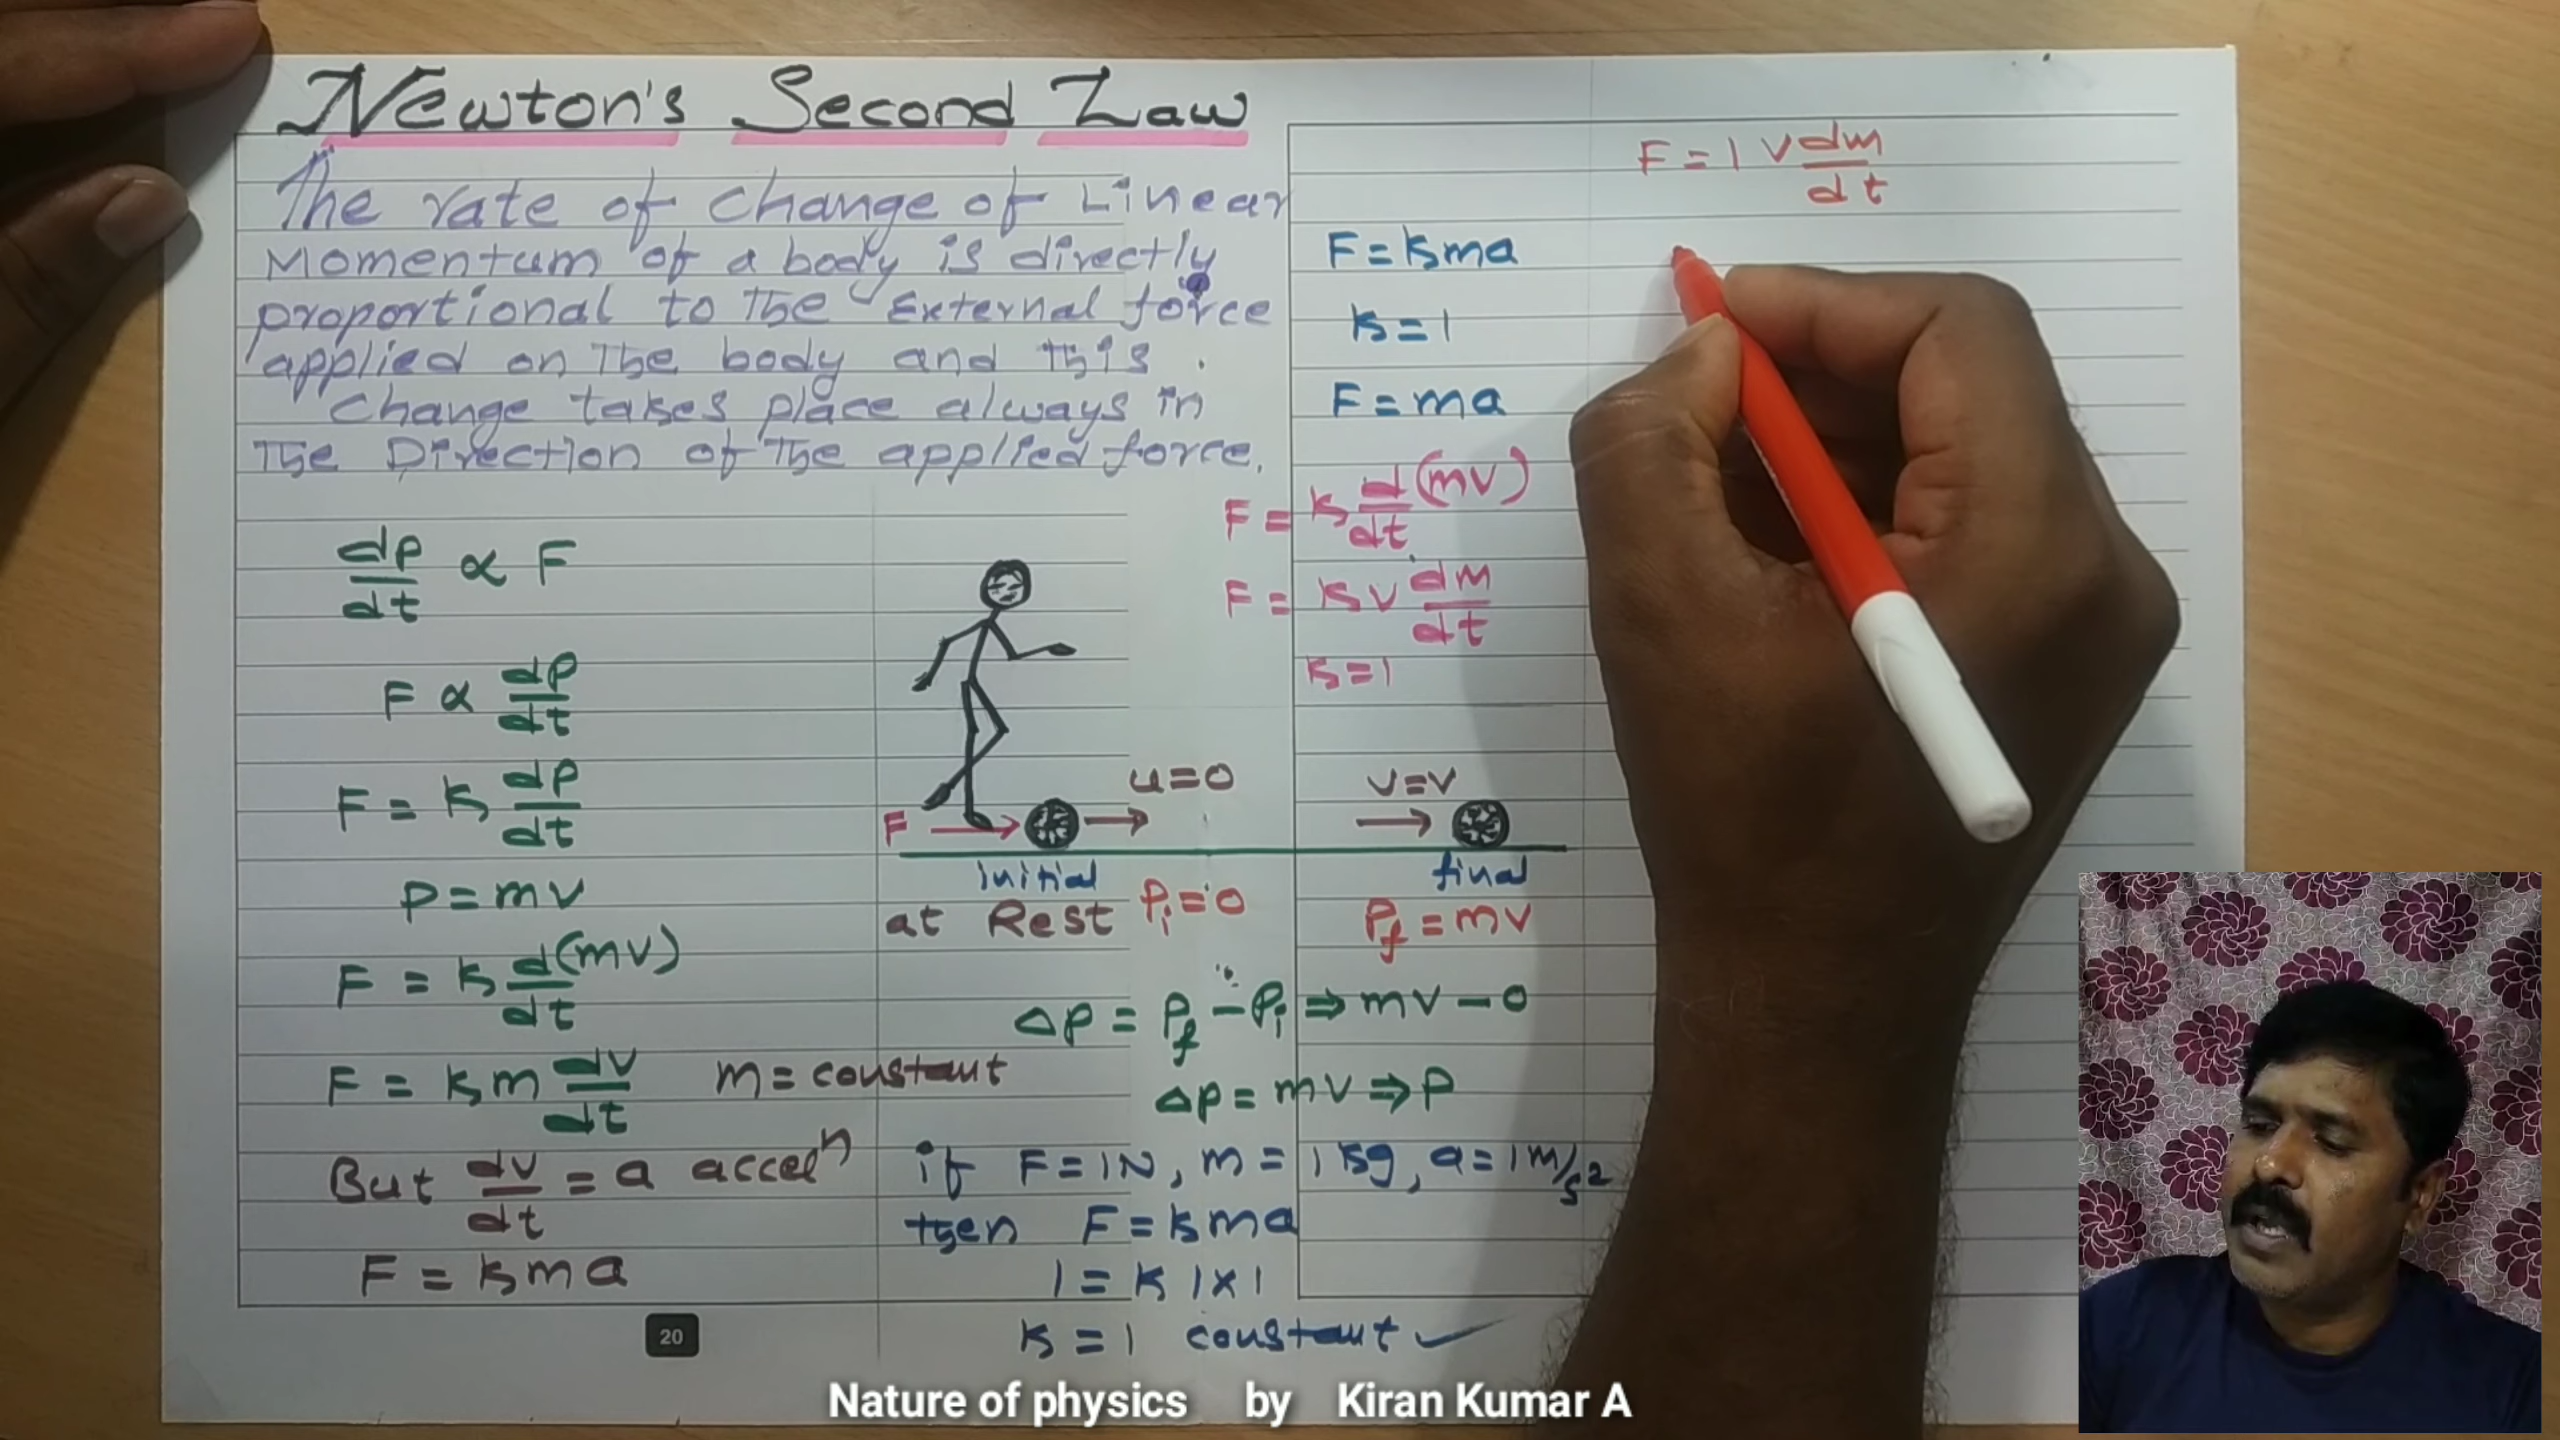 Newton's Second Law
The rate of change of Linear
Momentum of a body is directly
proportional to the External force
applied on the body and this.
change takes place always in
The Direction of the applied force.
dp/dt ∝ F
F ∝ dp/dt
F = K dp/dt
P = mv
F = K d(mv)/dt
F = Km dv/dt   m = constant
But dv/dt = a accelⁿ
F = Kma
20
F
u=0
v=v
initial
final
at Rest Pi=0
Pf = mv
ΔP = Pf - Pi ⇒ mv - 0
ΔP = mv ⇒ P
if F=1N, m=1Kg, a=1m/s²
then F=Kma
1 = K 1x1
K = 1 constant ✓
F = Kma
K = 1
F = ma
F = K d(mv)/dt
F = Kv dm/dt
K = 1
F = 1 v dm/dt
Nature of physics by Kiran Kumar A